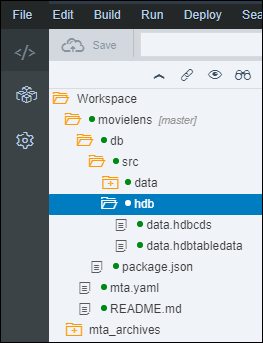 File Edit Build Run Deploy Sea
Save
Workspace
movielens [master]
db
src
data
hdb
data.hdbcds
data.hdbtabledata
package.json
mta.yaml
README.md
mta_archives